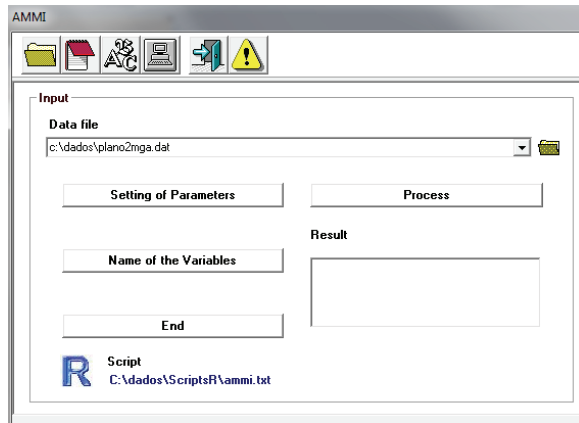 AMMI
Input
Data file
c:\dados\plano2mga.dat
Setting of Parameters
Process
Result
Name of the Variables
End
R
Script
C:\dados\ScriptsR\ammi.txt